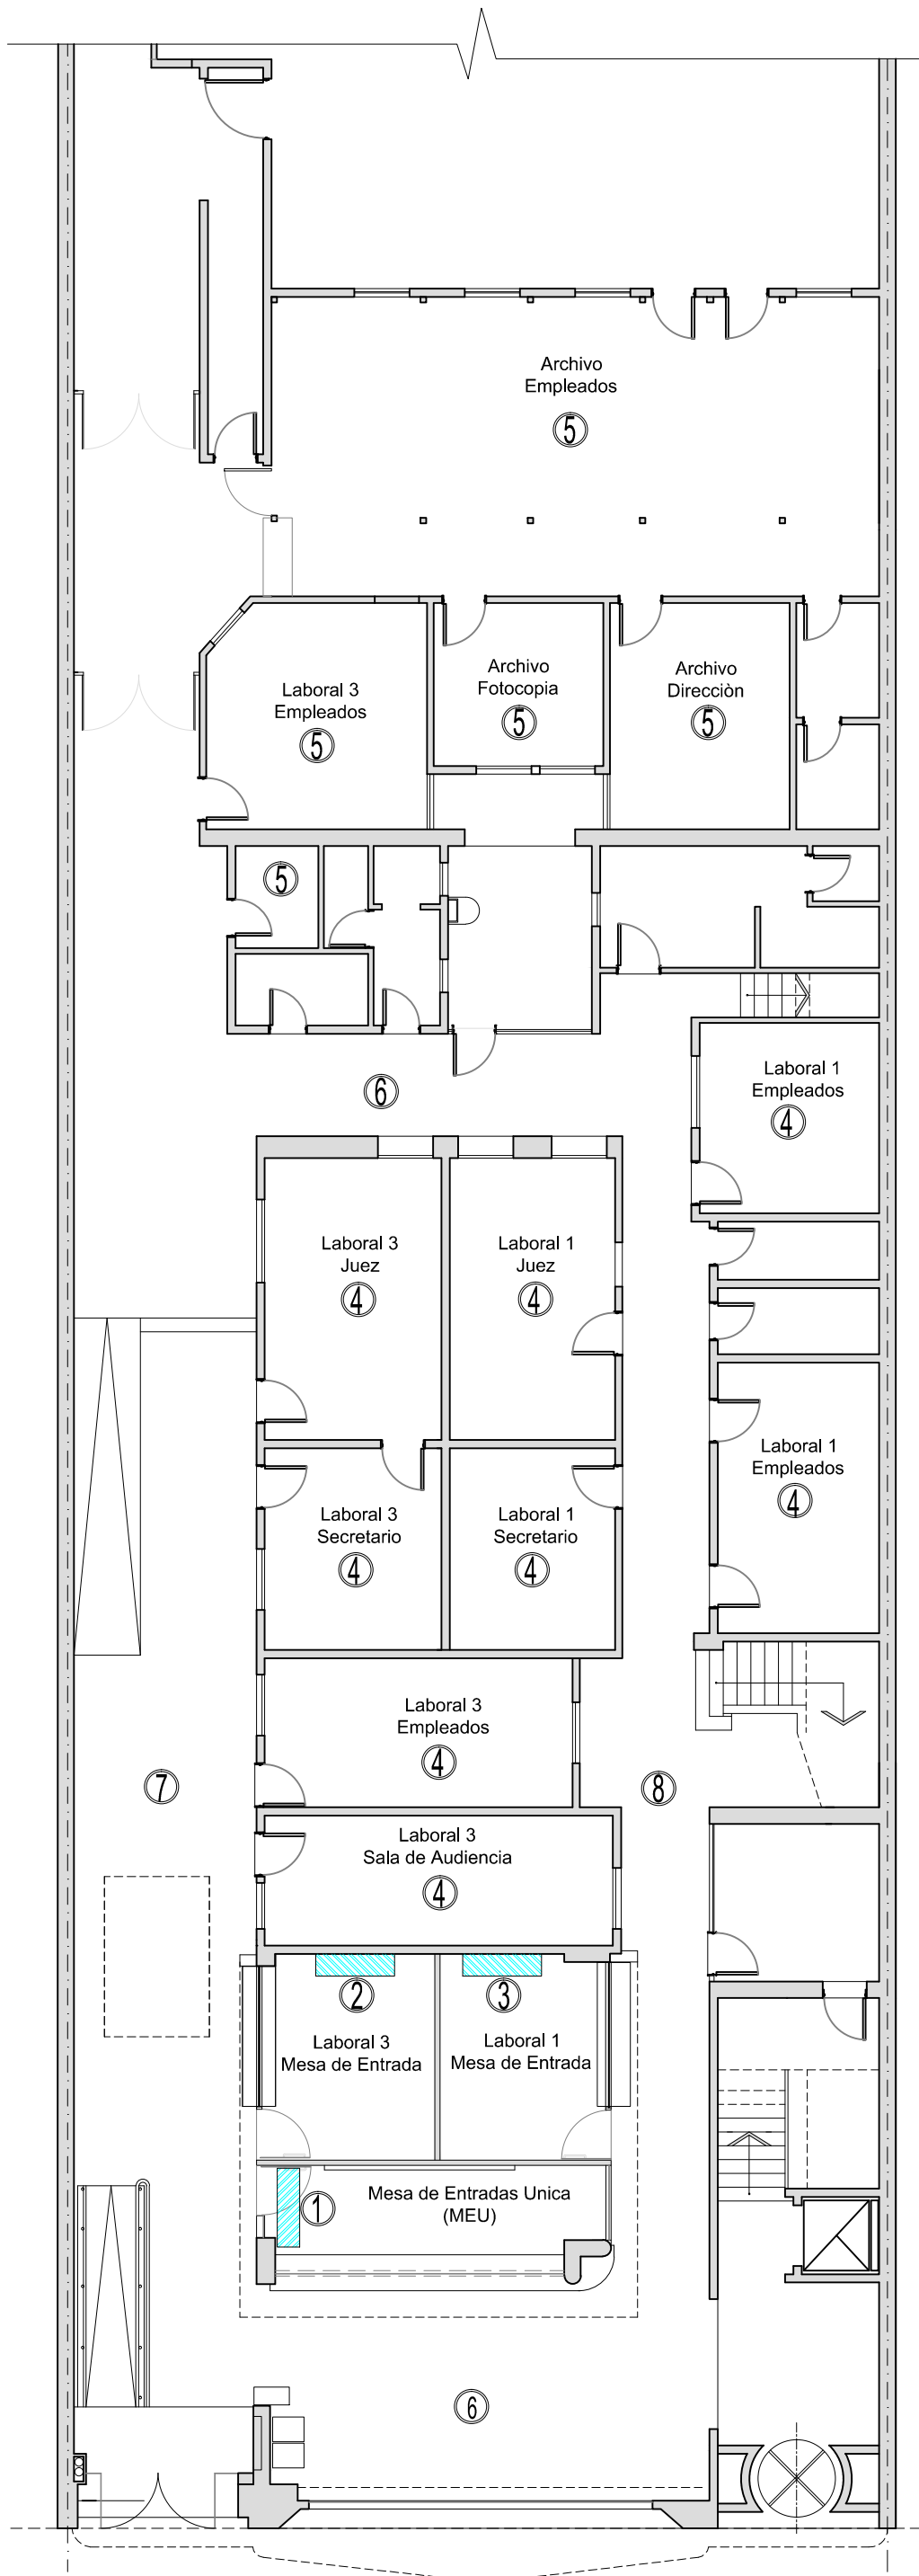 Archivo
Empleados
5
Laboral 3
Empleados
5
Archivo
Fotocopia
5
Archivo
Direcciòn
5
5
6
Laboral 1
Empleados
4
Laboral 3
Juez
4
Laboral 1
Juez
4
Laboral 1
Empleados
4
Laboral 3
Secretario
4
Laboral 1
Secretario
4
Laboral 3
Empleados
4
7
8
Laboral 3
Sala de Audiencia
4
2
Laboral 3
Mesa de Entrada
3
Laboral 1
Mesa de Entrada
1
Mesa de Entradas Unica
(MEU)
6